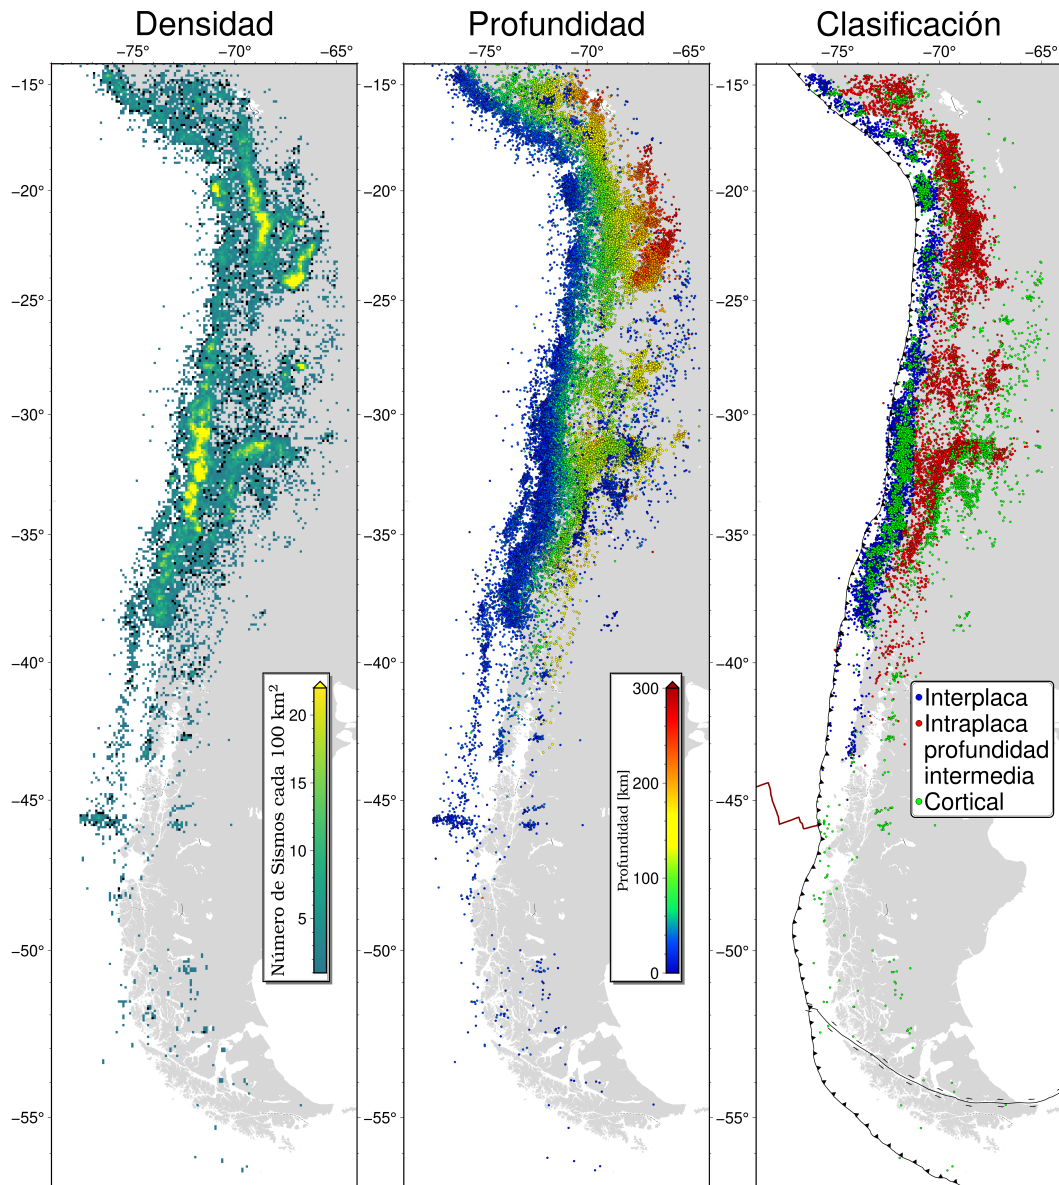 Densidad
Profundidad
Clasificación
−75° −70° −65°
−75° −70° −65°
−75° −70° −65°
−15° −15° −15°
−20° −20° −20°
−25° −25° −25°
−30° −30° −30°
−35° −35° −35°
−40° −40° −40°
−45° −45° −45°
−50° −50° −50°
−55° −55° −55°
Número de Sismos cada 100 km²
20
15
10
5
Profundidad [km]
300
200
100
0
Interplaca
Intraplaca
profundidad
intermedia
Cortical